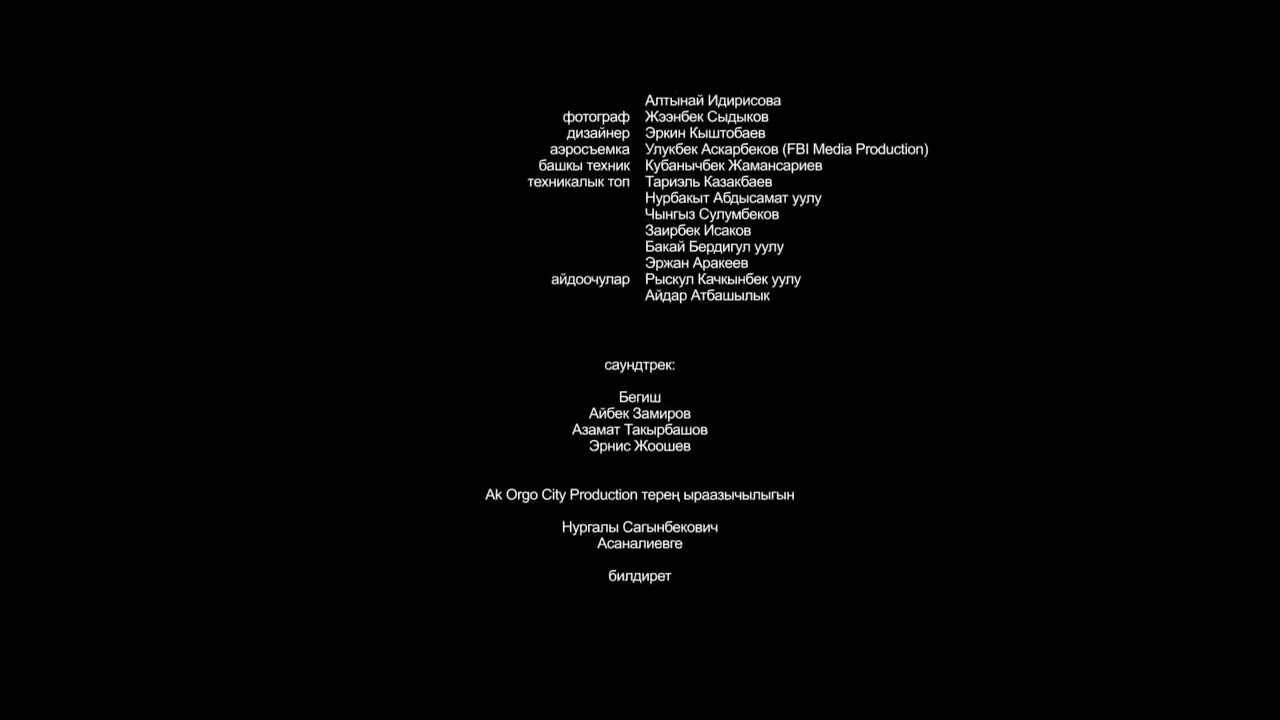 Алтынай Идирисова
фотограф Жээнбек Сыдыков
дизайнер Эркин Кыштобаев
аэросъемка Улукбек Аскарбеков (FBI Media Production)
башкы техник Кубанычбек Жамансариев
техникалык топ Тариэль Казакбаев
Нурбакыт Абдысамат уулу
Чынгыз Сулумбеков
Заирбек Исаков
Бакай Бердигул уулу
Эржан Аракеев
айдоочулар Рыскул Качкынбек уулу
Айдар Атбашылык
саундтрек:
Бегиш
Айбек Замиров
Азамат Такырбашов
Эрнис Жоошев
Ak Orgo City Production терең ыраазычылыгын
Нургалы Сагынбекович
Асаналиевге
билдирет